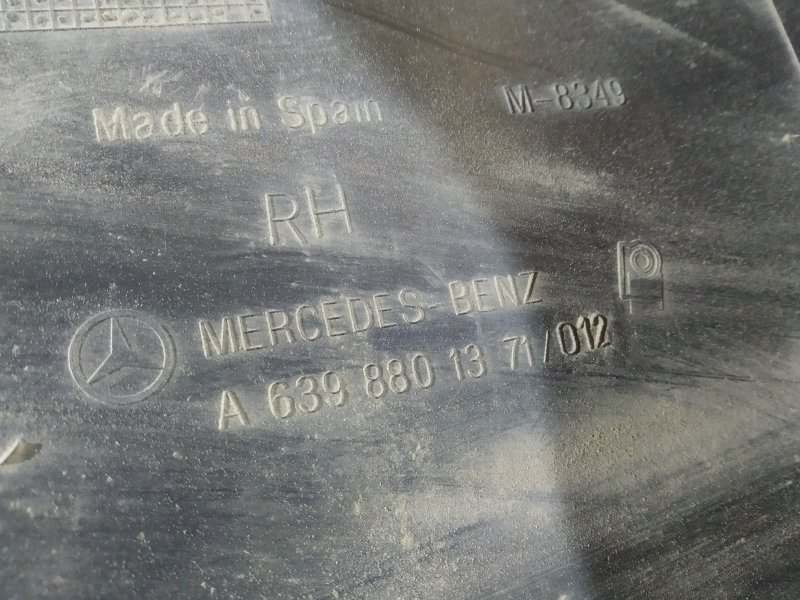 Made in Spain
M-8349
RH
MERCEDES-BENZ
A 639 880 13 71/012